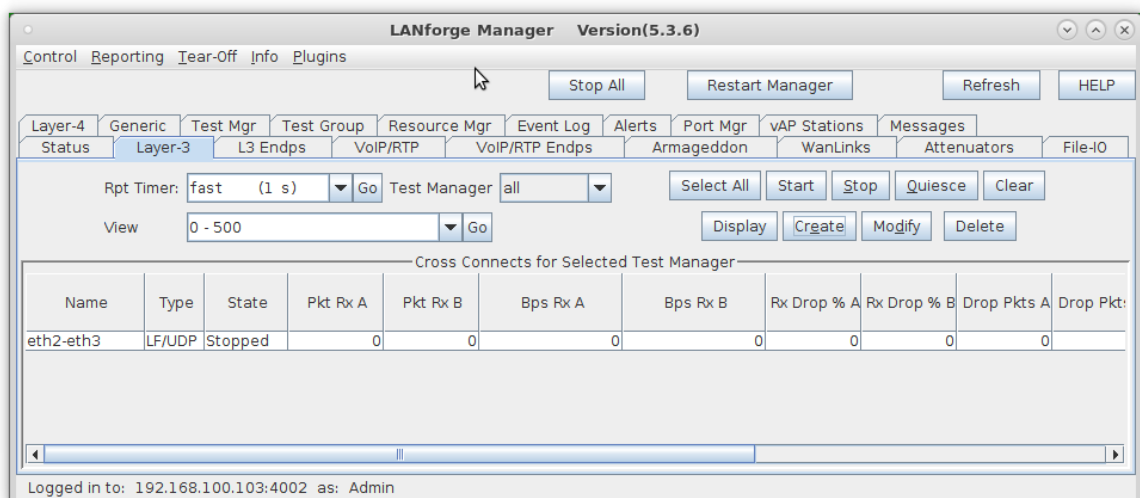 LANforge Manager Version(5.3.6)
Control Reporting Tear-Off Info Plugins
Stop All Restart Manager Refresh HELP
Layer-4 Generic Test Mgr Test Group Resource Mgr Event Log Alerts Port Mgr vAP Stations Messages
Status Layer-3 L3 Endps VoIP/RTP VoIP/RTP Endps Armageddon WanLinks Attenuators File-IO
Rpt Timer: fast (1 s) Go Test Manager all Select All Start Stop Quiesce Clear
View 0 - 500 Go Display Create Modify Delete
Cross Connects for Selected Test Manager
Name Type State Pkt Rx A Pkt Rx B Bps Rx A Bps Rx B Rx Drop % A Rx Drop % B Drop Pkts A Drop Pkts
eth2-eth3 LF/UDP Stopped 0 0 0 0 0 0 0
Logged in to: 192.168.100.103:4002 as: Admin